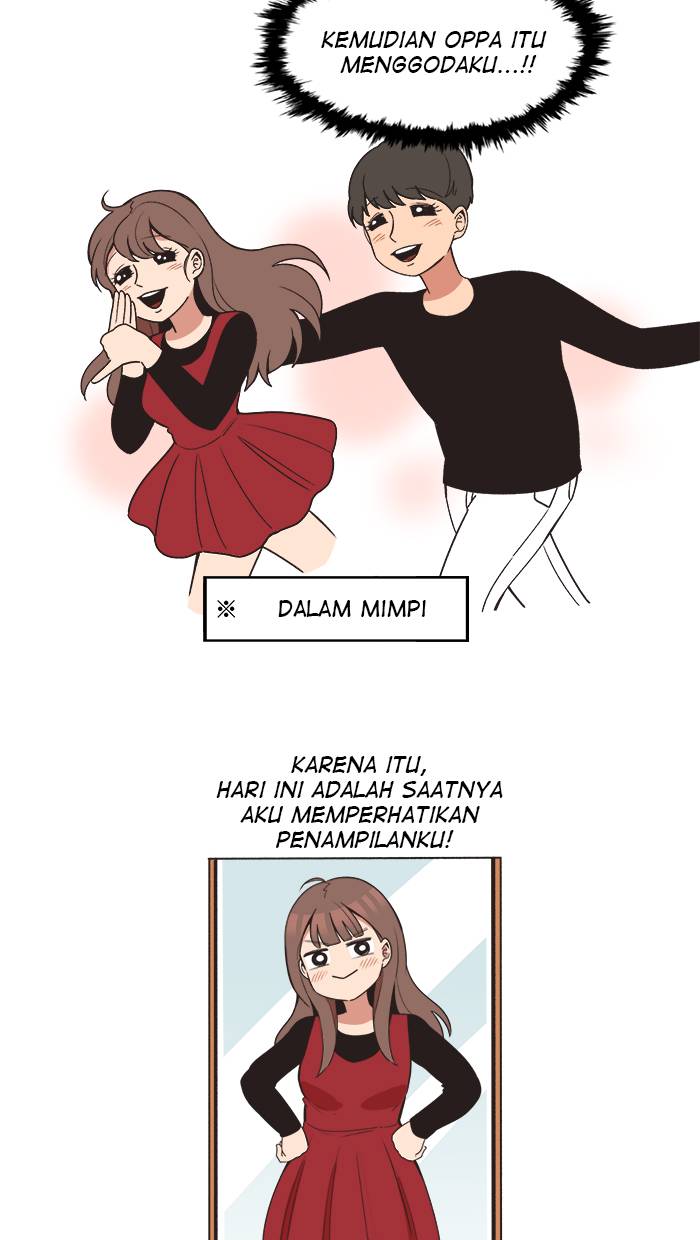 KEMUDIAN OPPA ITU
MENGGODAKU...!!
※ DALAM MIMPI
KARENA ITU,
HARI INI ADALAH SAATNYA
AKU MEMPERHATIKAN
PENAMPILANKU!